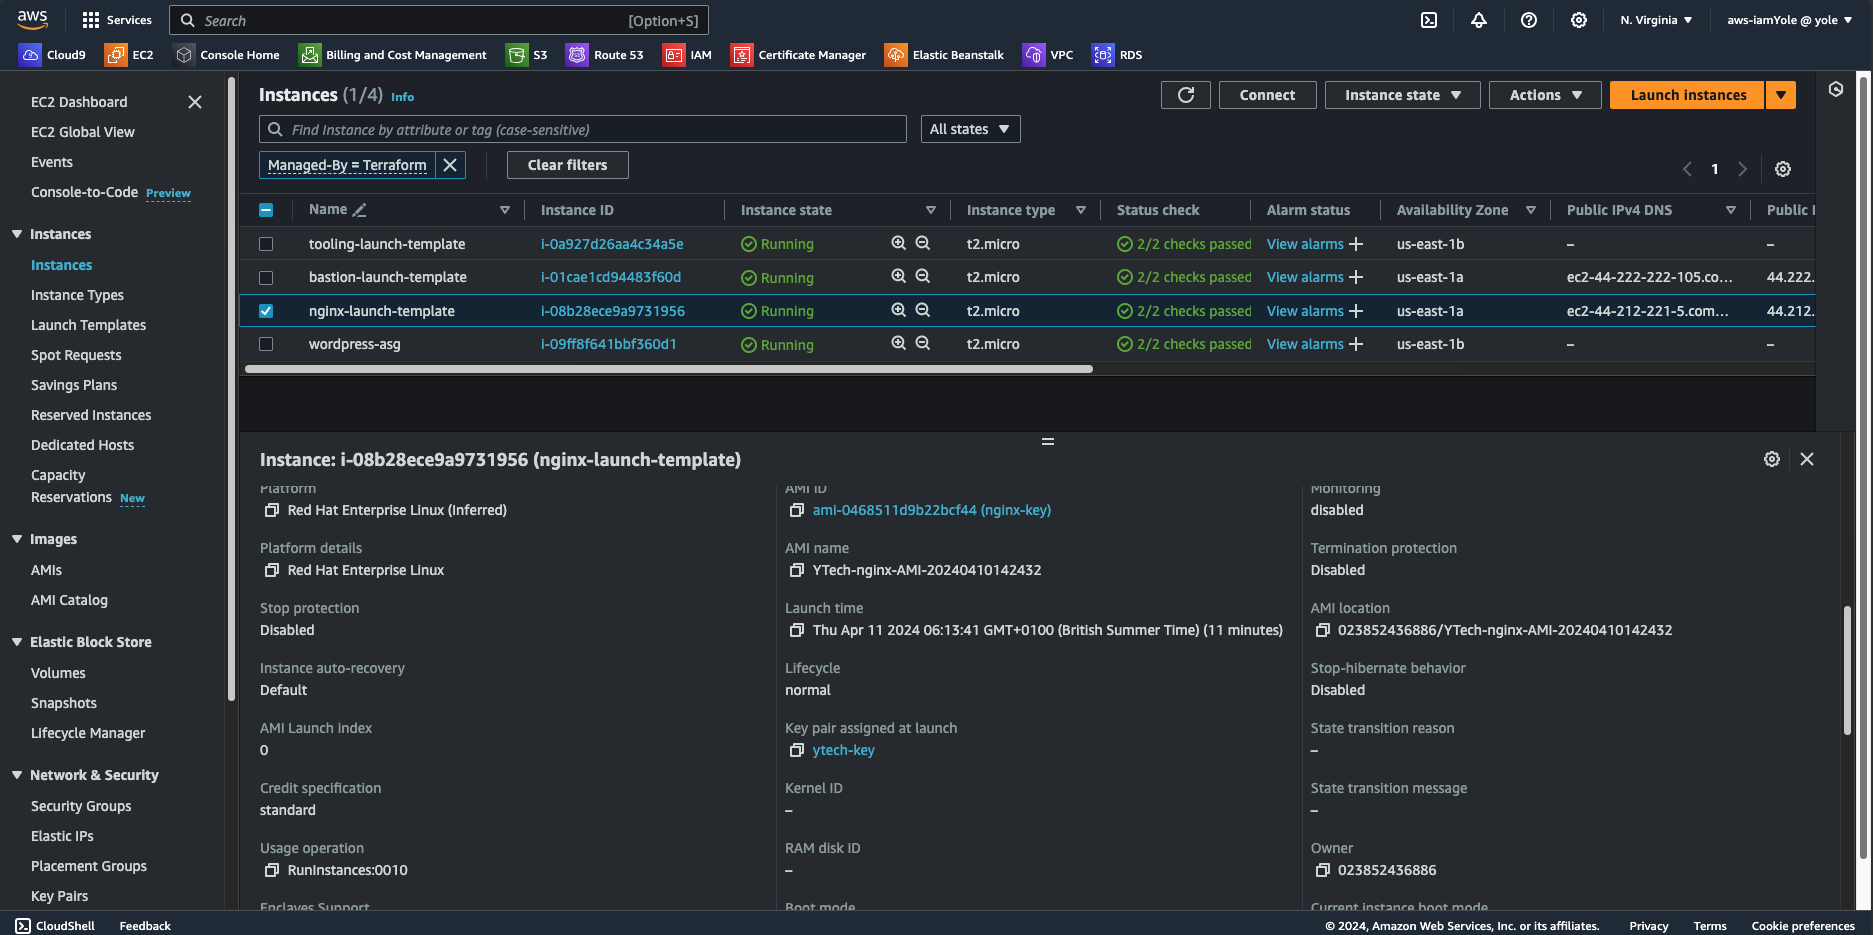 aws
Services
Search
[Option+S]
N. Virginia
aws-iamYole @ yole
Cloud9
EC2
Console Home
Billing and Cost Management
S3
Route 53
IAM
Certificate Manager
Elastic Beanstalk
VPC
RDS
EC2 Dashboard
EC2 Global View
Events
Console-to-Code Preview
Instances
Instances
Instance Types
Launch Templates
Spot Requests
Savings Plans
Reserved Instances
Dedicated Hosts
Capacity
Reservations New
Images
AMIs
AMI Catalog
Elastic Block Store
Volumes
Snapshots
Lifecycle Manager
Network & Security
Security Groups
Elastic IPs
Placement Groups
Key Pairs
Instances (1/4) Info
Connect
Instance state
Actions
Launch instances
Find Instance by attribute or tag (case-sensitive)
All states
Managed-By = Terraform
Clear filters
1
Name Instance ID Instance state Instance type Status check Alarm status Availability Zone Public IPv4 DNS Public I
tooling-launch-template i-0a927d26aa4c34a5e Running t2.micro 2/2 checks passed View alarms us-east-1b – –
bastion-launch-template i-01cae1cd94483f60d Running t2.micro 2/2 checks passed View alarms us-east-1a ec2-44-222-222-105.co... 44.222.
nginx-launch-template i-08b28ece9a9731956 Running t2.micro 2/2 checks passed View alarms us-east-1a ec2-44-212-221-5.com... 44.212.
wordpress-asg i-09ff8f641bbf360d1 Running t2.micro 2/2 checks passed View alarms us-east-1b – –
Instance: i-08b28ece9a9731956 (nginx-launch-template)
Platform
Red Hat Enterprise Linux (Inferred)
AMI ID
ami-0468511d9b22bcf44 (nginx-key)
Monitoring
disabled
Platform details
Red Hat Enterprise Linux
AMI name
YTech-nginx-AMI-20240410142432
Termination protection
Disabled
Stop protection
Disabled
Launch time
Thu Apr 11 2024 06:13:41 GMT+0100 (British Summer Time) (11 minutes)
AMI location
023852436886/YTech-nginx-AMI-20240410142432
Instance auto-recovery
Default
Lifecycle
normal
Stop-hibernate behavior
Disabled
AMI Launch index
0
Key pair assigned at launch
ytech-key
State transition reason
–
Credit specification
standard
Kernel ID
–
State transition message
–
Usage operation
RunInstances:0010
RAM disk ID
–
Owner
023852436886
Enclaves Support
Boot mode
Current instance boot mode
CloudShell
Feedback
© 2024, Amazon Web Services, Inc. or its affiliates.
Privacy
Terms
Cookie preferences